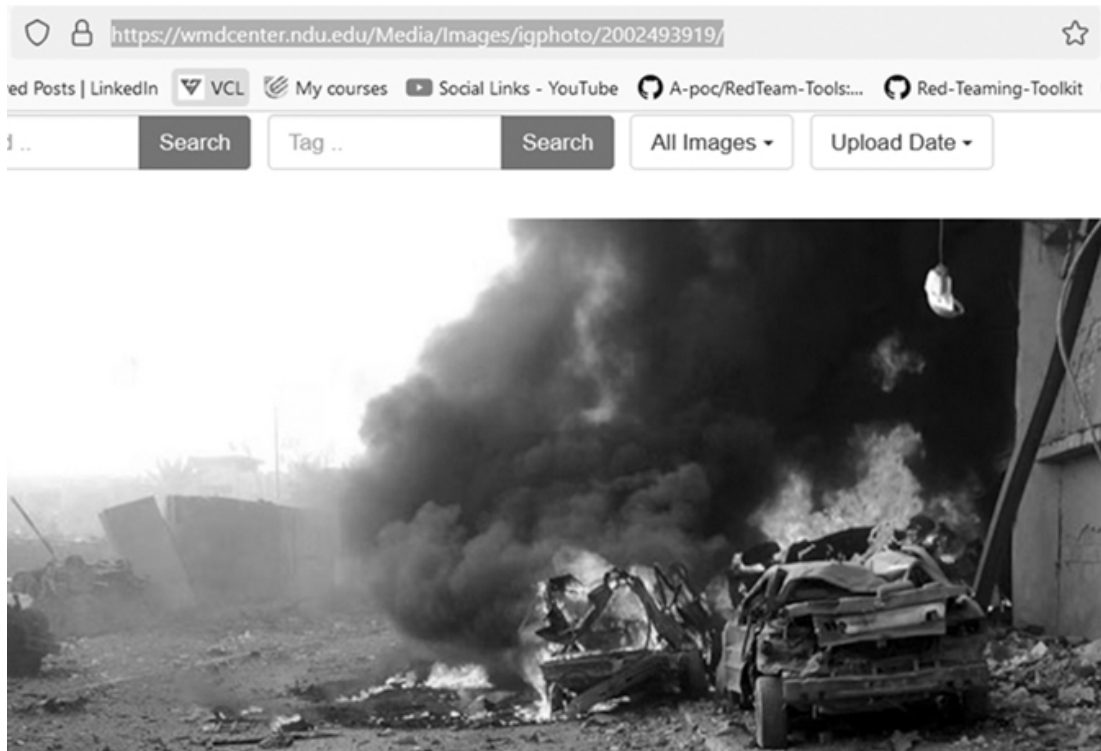 https://wmdcenter.ndu.edu/Media/Images/igphoto/2002493919/
ed Posts | LinkedIn VCL My courses Social Links - YouTube A-poc/RedTeam-Tools:... Red-Teaming-Toolkit
.. Search Tag .. Search All Images Upload Date